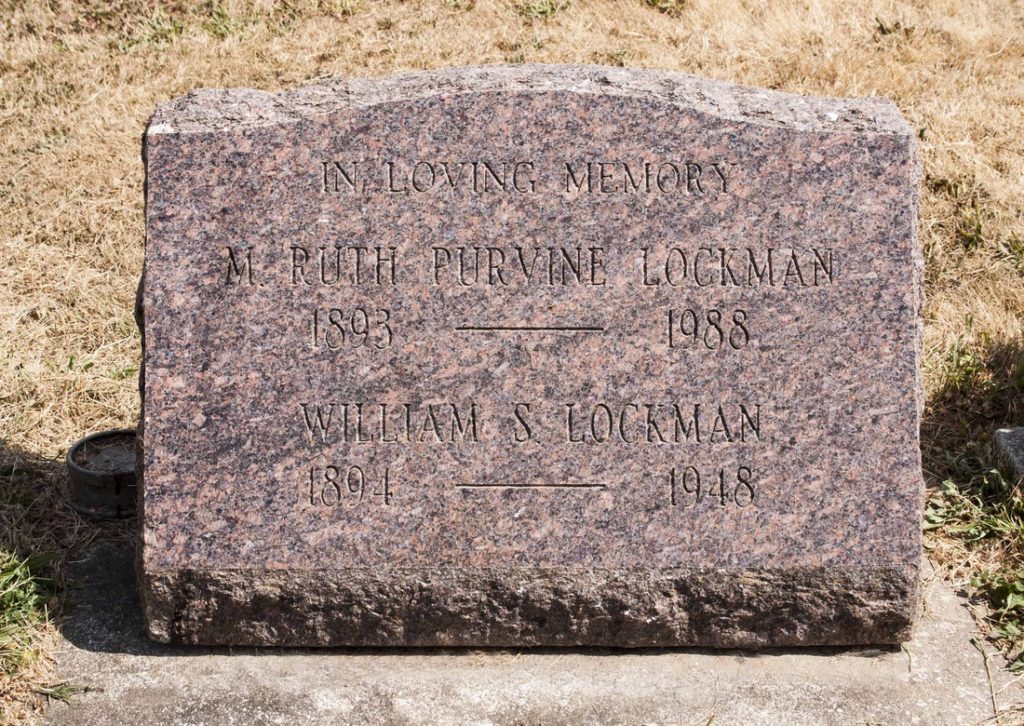 IN LOVING MEMORY
M. RUTH PURVINE LOCKMAN
1893 — 1988
WILLIAM S. LOCKMAN
1894 — 1948